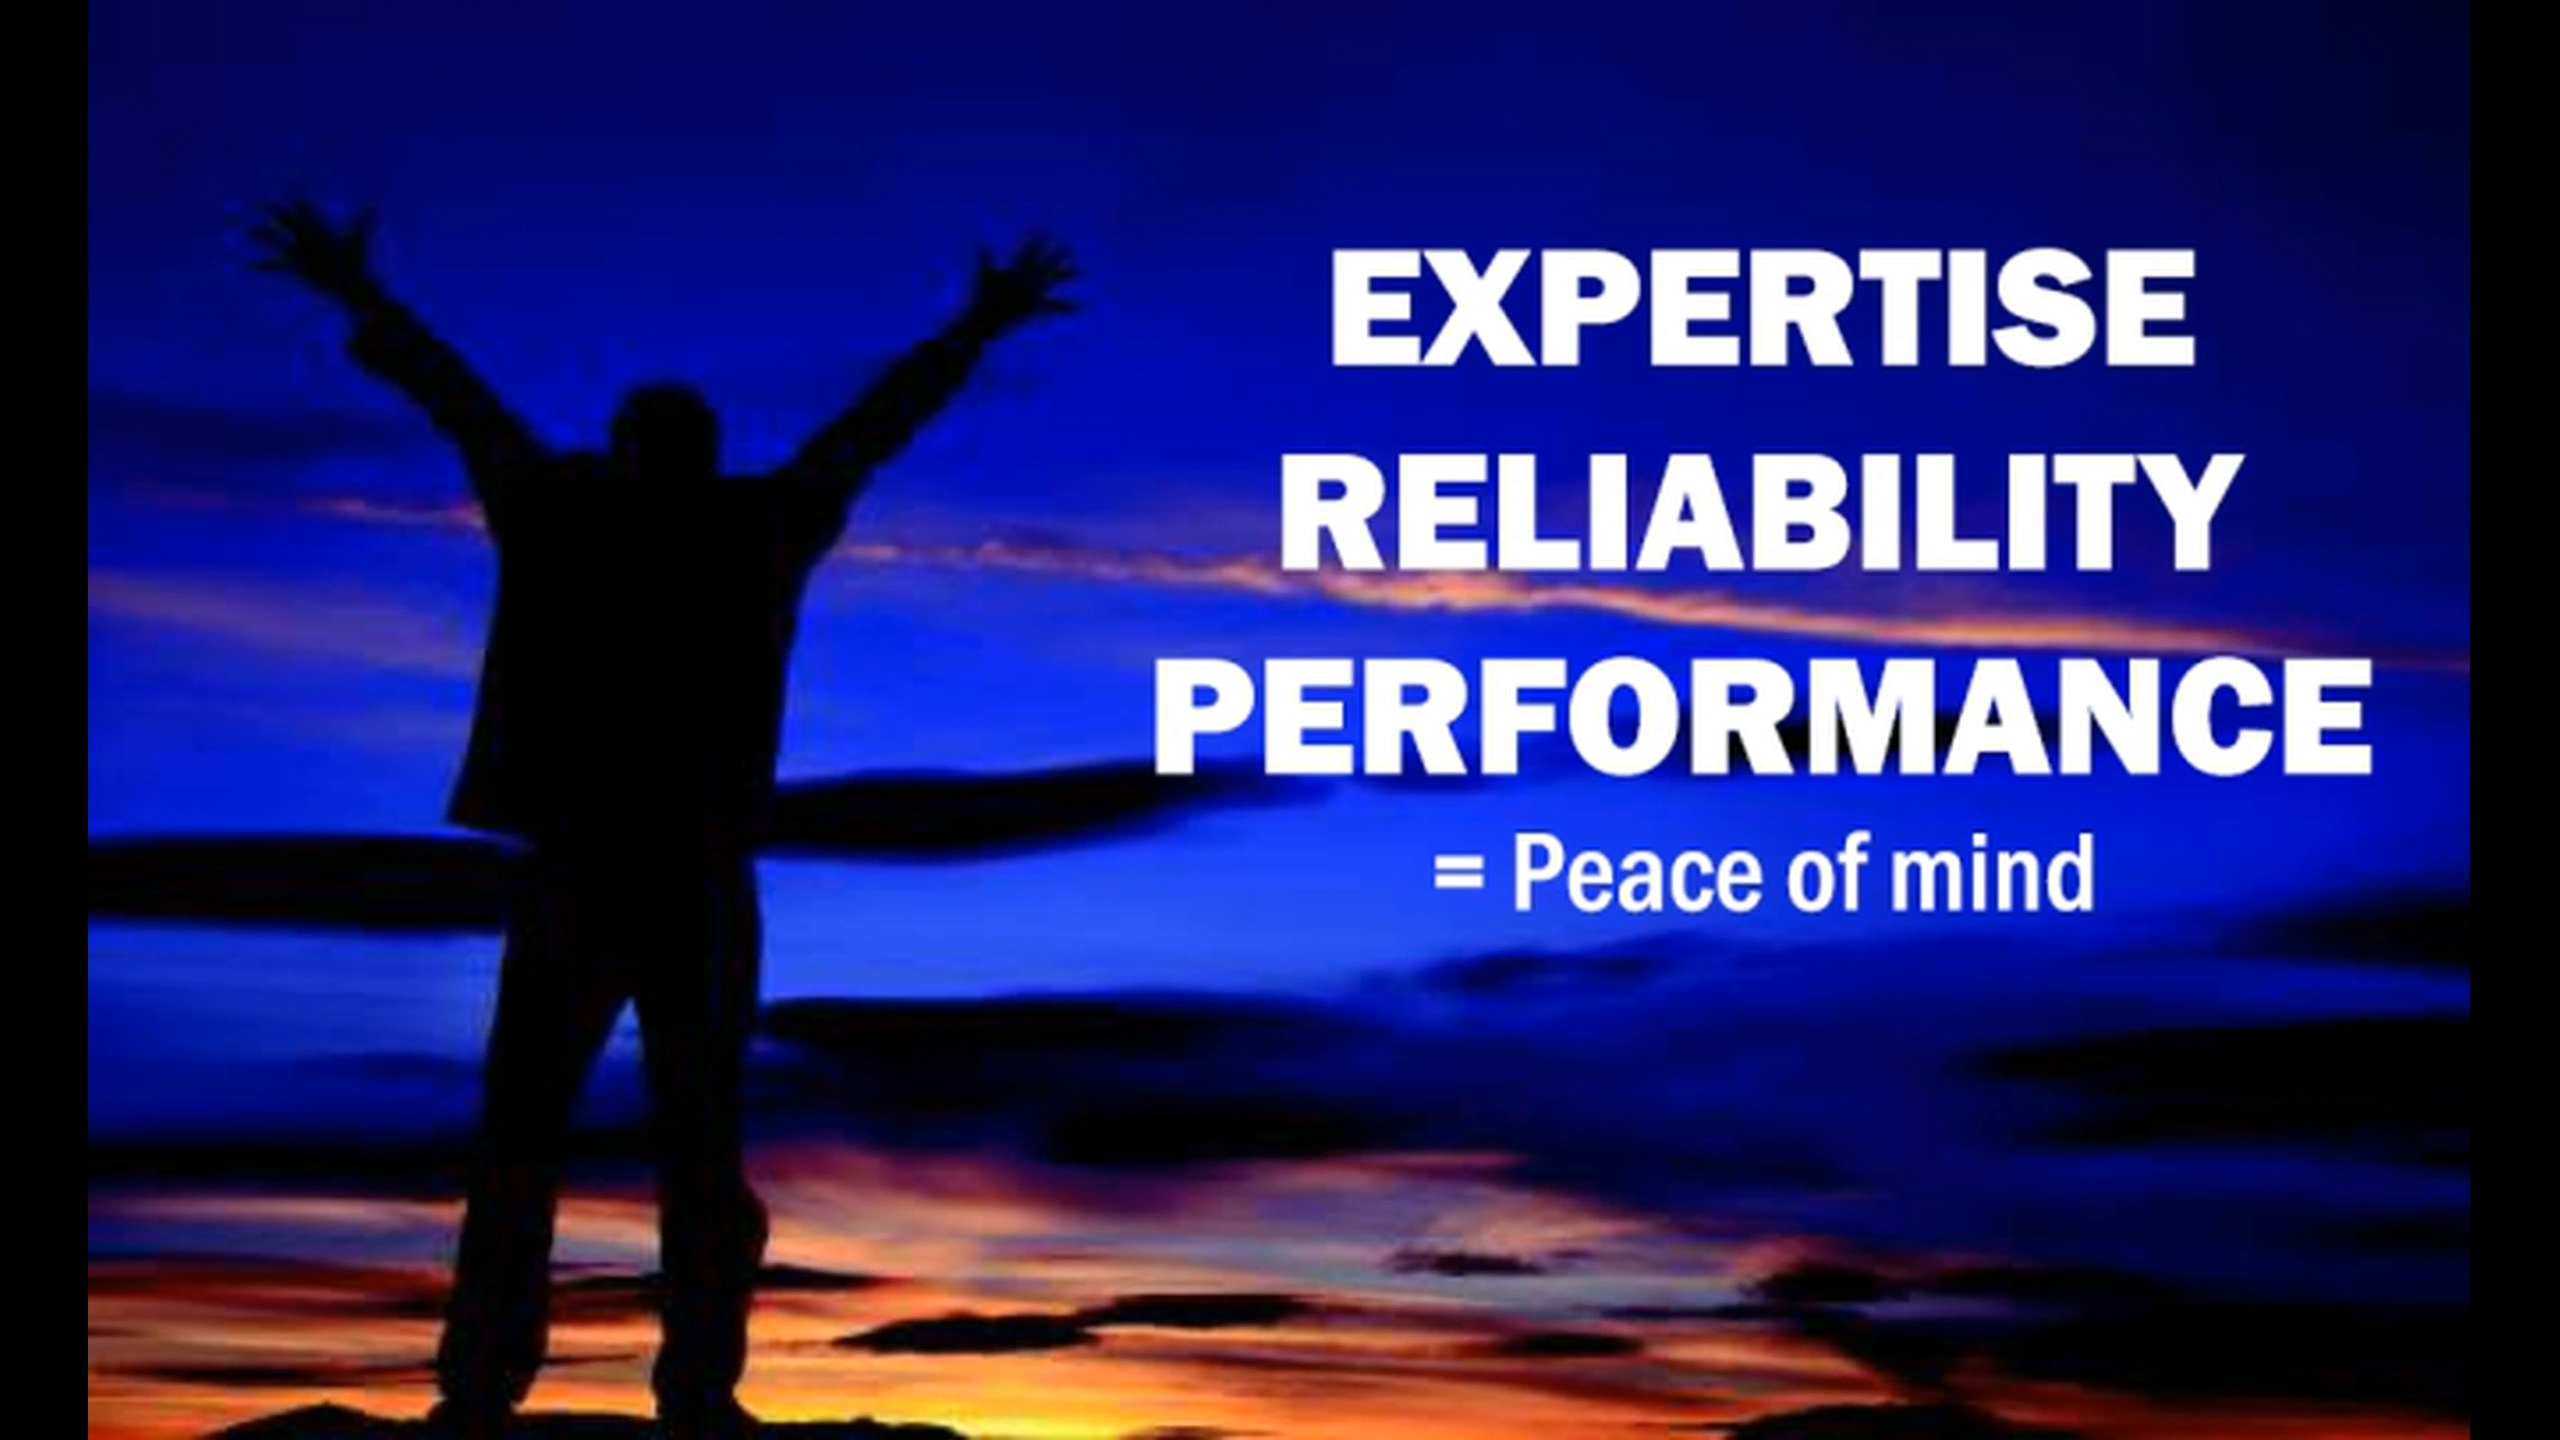 EXPERTISE
RELIABILITY
PERFORMANCE
= Peace of mind